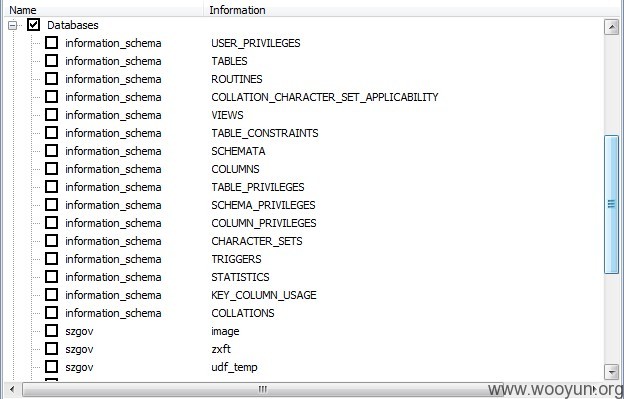 Name Information
Databases
information_schema USER_PRIVILEGES
information_schema TABLES
information_schema ROUTINES
information_schema COLLATION_CHARACTER_SET_APPLICABILITY
information_schema VIEWS
information_schema TABLE_CONSTRAINTS
information_schema SCHEMATA
information_schema COLUMNS
information_schema TABLE_PRIVILEGES
information_schema SCHEMA_PRIVILEGES
information_schema COLUMN_PRIVILEGES
information_schema CHARACTER_SETS
information_schema TRIGGERS
information_schema STATISTICS
information_schema KEY_COLUMN_USAGE
information_schema COLLATIONS
szgov image
szgov zxft
szgov udf_temp
www.wooyun.org